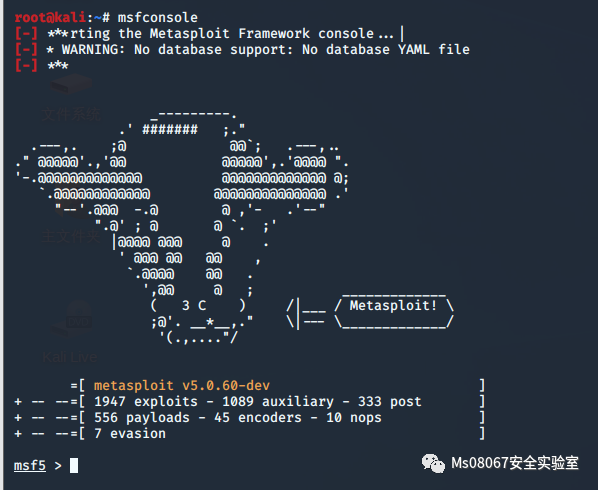 root@kali:~# msfconsole
[-] ***rting the Metasploit Framework console...|
[-] * WARNING: No database support: No database YAML file
[-] ***
文件系统
主文件夹
Kali Live
#######
3 C
Metasploit!
=[ metasploit v5.0.60-dev ]
+ -- --=[ 1947 exploits - 1089 auxiliary - 333 post ]
+ -- --=[ 556 payloads - 45 encoders - 10 nops ]
+ -- --=[ 7 evasion ]
msf5 >
Ms08067安全实验室